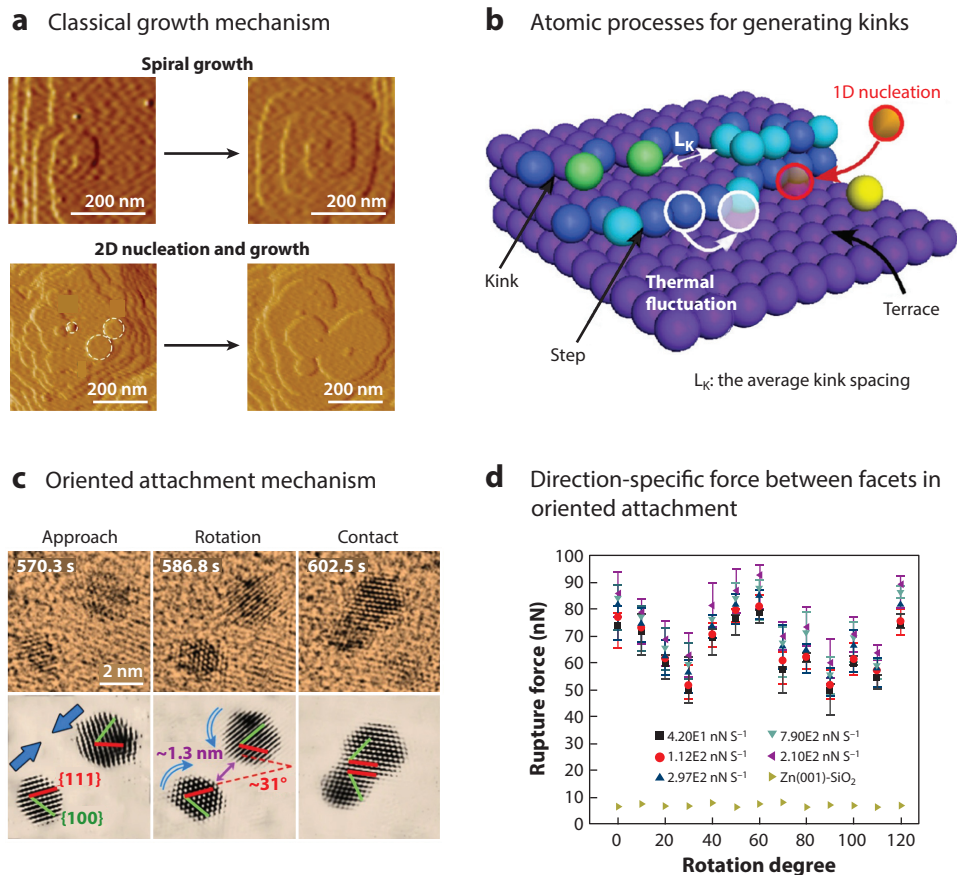 a Classical growth mechanism
Spiral growth
200 nm
200 nm
2D nucleation and growth
200 nm
200 nm
b Atomic processes for generating kinks
1D nucleation
L_K
Kink
Thermal
fluctuation
Terrace
Step
L_K: the average kink spacing
c Oriented attachment mechanism
Approach Rotation Contact
570.3 s 586.8 s 602.5 s
2 nm
~1.3 nm
~31°
{111}
{100}
d Direction-specific force between facets in
oriented attachment
Rupture force (nN)
100
90
80
70
60
50
40
30
20
10
0
4.20E1 nN S⁻¹ 7.90E2 nN S⁻¹
1.12E2 nN S⁻¹ 2.10E2 nN S⁻¹
2.97E2 nN S⁻¹ Zn(001)-SiO₂
0 20 40 60 80 100 120
Rotation degree